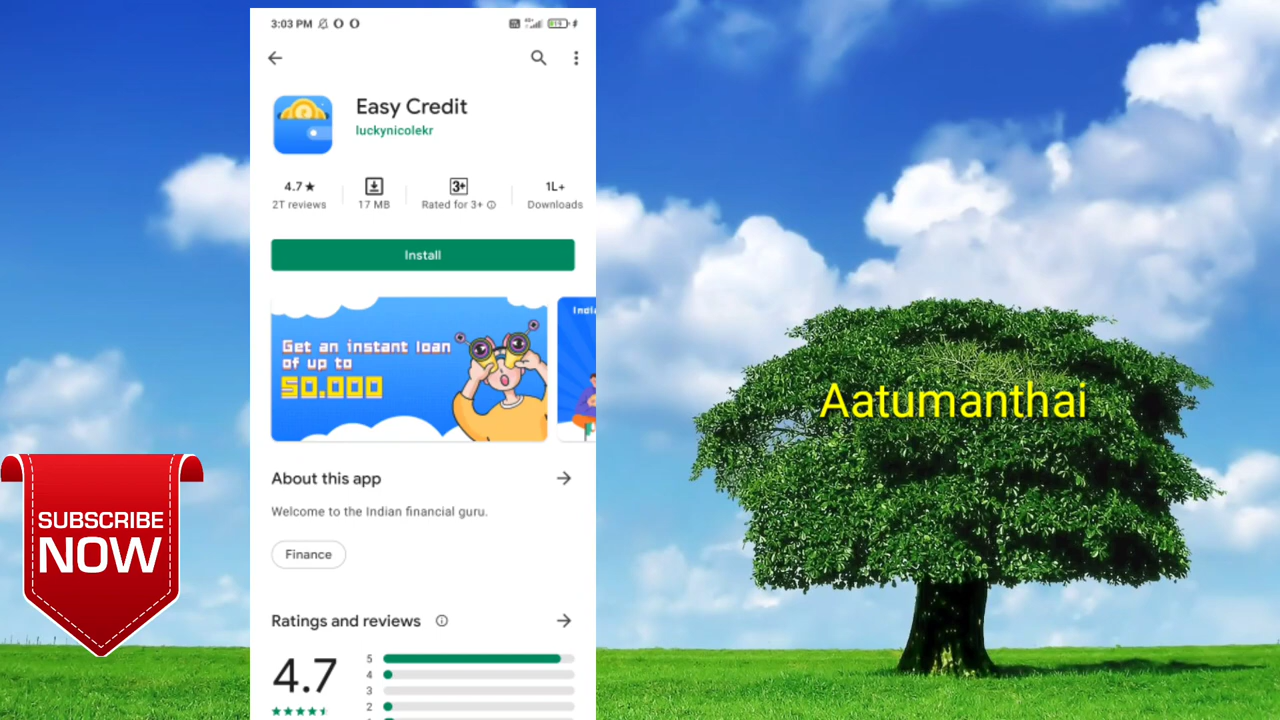 3:03 PM
Easy Credit
luckynicolekr
4.7★
2T reviews
17 MB
3+
Rated for 3+
1L+
Downloads
Install
Get an instant loan
of up to
50.000
About this app
Welcome to the Indian financial guru.
Finance
Ratings and reviews
4.7
5
4
3
2
SUBSCRIBE
NOW
Aatumanthai